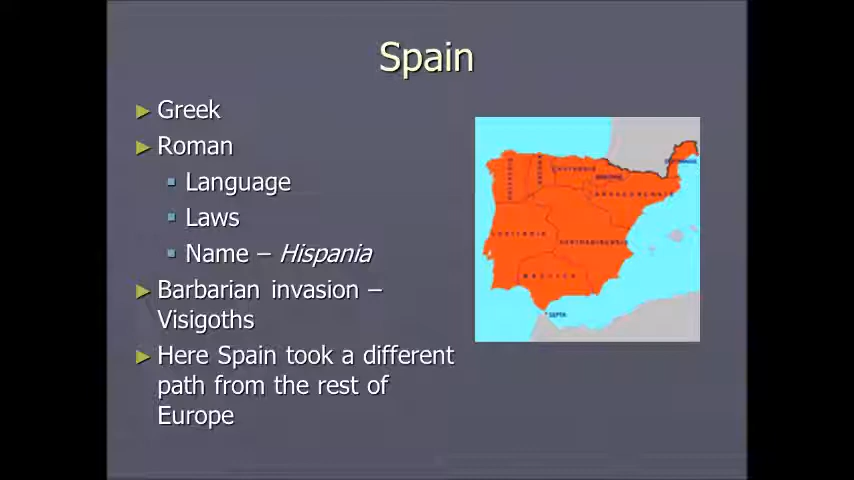 Spain
► Greek
► Roman
▪ Language
▪ Laws
▪ Name – Hispania
► Barbarian invasion –
Visigoths
► Here Spain took a different
path from the rest of
Europe
SEPTA